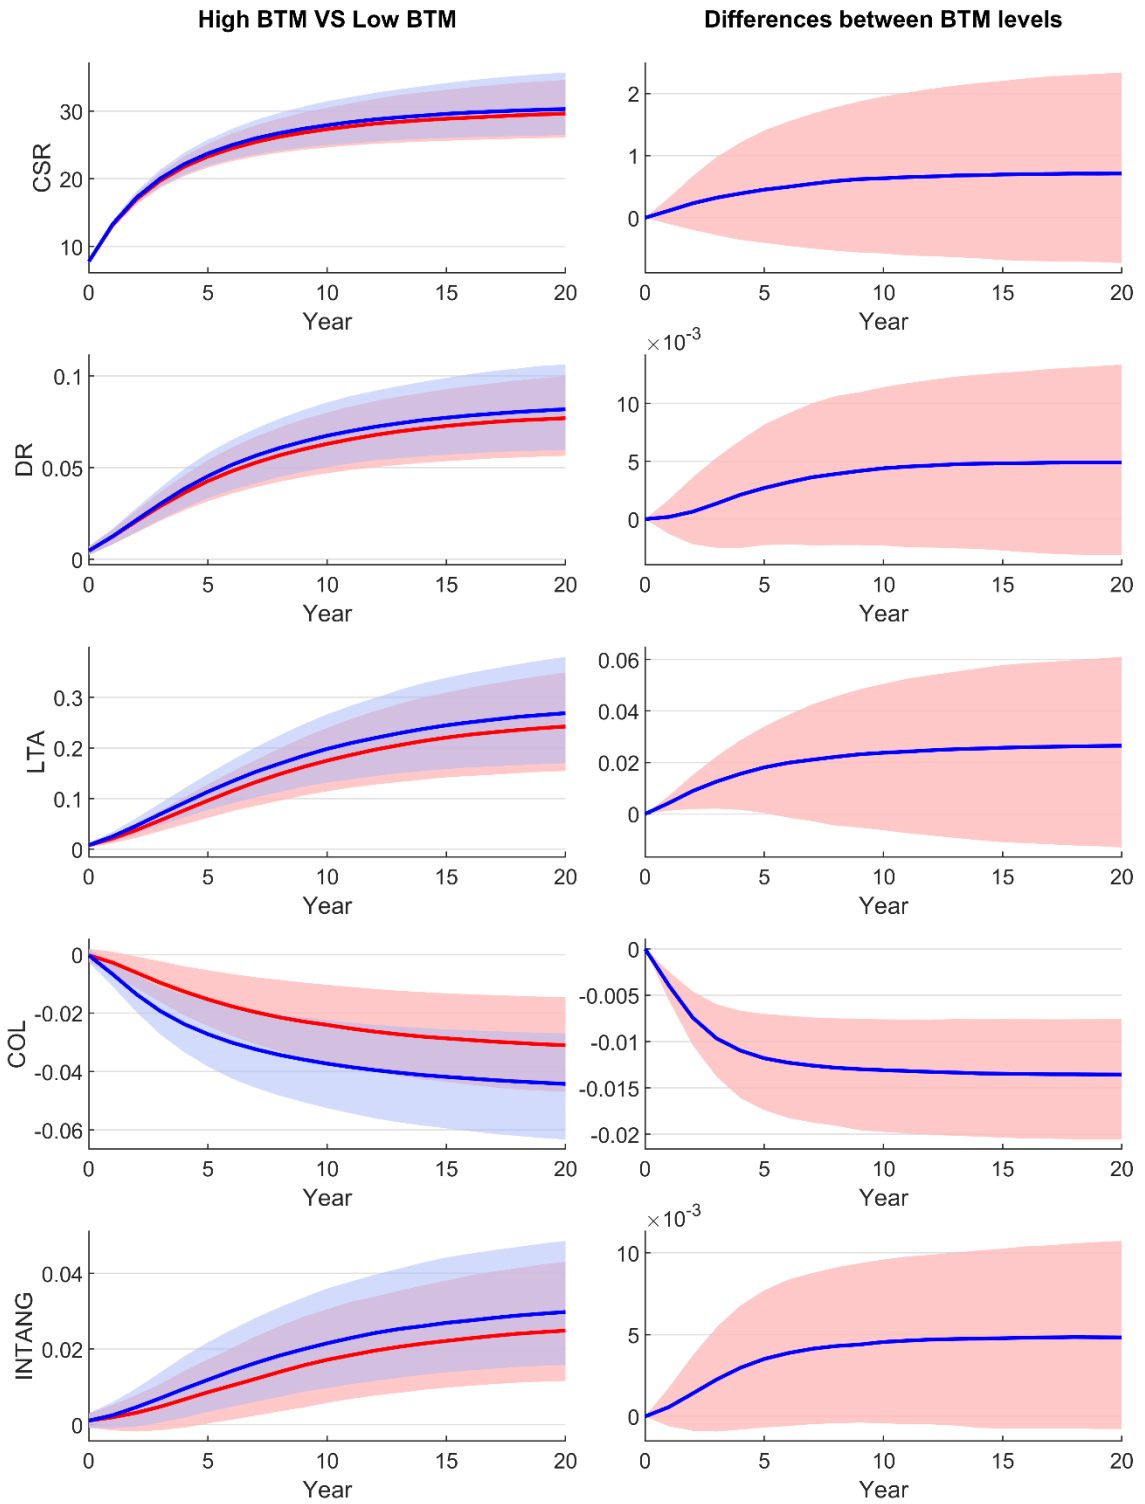 High BTM VS Low BTM
Differences between BTM levels
CSR
30
20
10
0 5 10 15 20
Year
2
1
0
0 5 10 15 20
Year
DR
0.1
0.05
0
0 5 10 15 20
Year
×10-3
10
5
0
0 5 10 15 20
Year
LTA
0.3
0.2
0.1
0
0 5 10 15 20
Year
0.06
0.04
0.02
0
0 5 10 15 20
Year
COL
0
-0.02
-0.04
-0.06
0 5 10 15 20
Year
0
-0.005
-0.01
-0.015
-0.02
0 5 10 15 20
Year
INTANG
0.04
0.02
0
0 5 10 15 20
Year
×10-3
10
5
0
0 5 10 15 20
Year